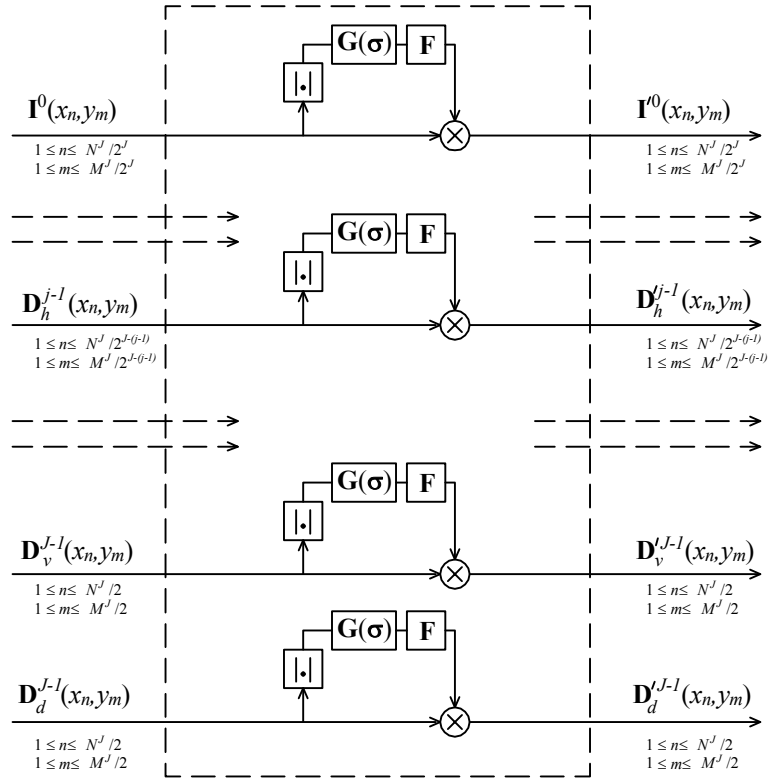 G(σ) F
|.|
I⁰(xₙ,yₘ) I′⁰(xₙ,yₘ)
1 ≤ n ≤ N^J/2^J 1 ≤ n ≤ N^J/2^J
1 ≤ m ≤ M^J/2^J 1 ≤ m ≤ M^J/2^J
G(σ) F
|.|
D_h^{j-1}(xₙ,yₘ) D′_h^{j-1}(xₙ,yₘ)
1 ≤ n ≤ N^J/2^{J-(j-1)} 1 ≤ n ≤ N^J/2^{J-(j-1)}
1 ≤ m ≤ M^J/2^{J-(j-1)} 1 ≤ m ≤ M^J/2^{J-(j-1)}
G(σ) F
|.|
D_v^{J-1}(xₙ,yₘ) D′_v^{J-1}(xₙ,yₘ)
1 ≤ n ≤ N^J/2 1 ≤ n ≤ N^J/2
1 ≤ m ≤ M^J/2 1 ≤ m ≤ M^J/2
G(σ) F
|.|
D_d^{J-1}(xₙ,yₘ) D′_d^{J-1}(xₙ,yₘ)
1 ≤ n ≤ N^J/2 1 ≤ n ≤ N^J/2
1 ≤ m ≤ M^J/2 1 ≤ m ≤ M^J/2